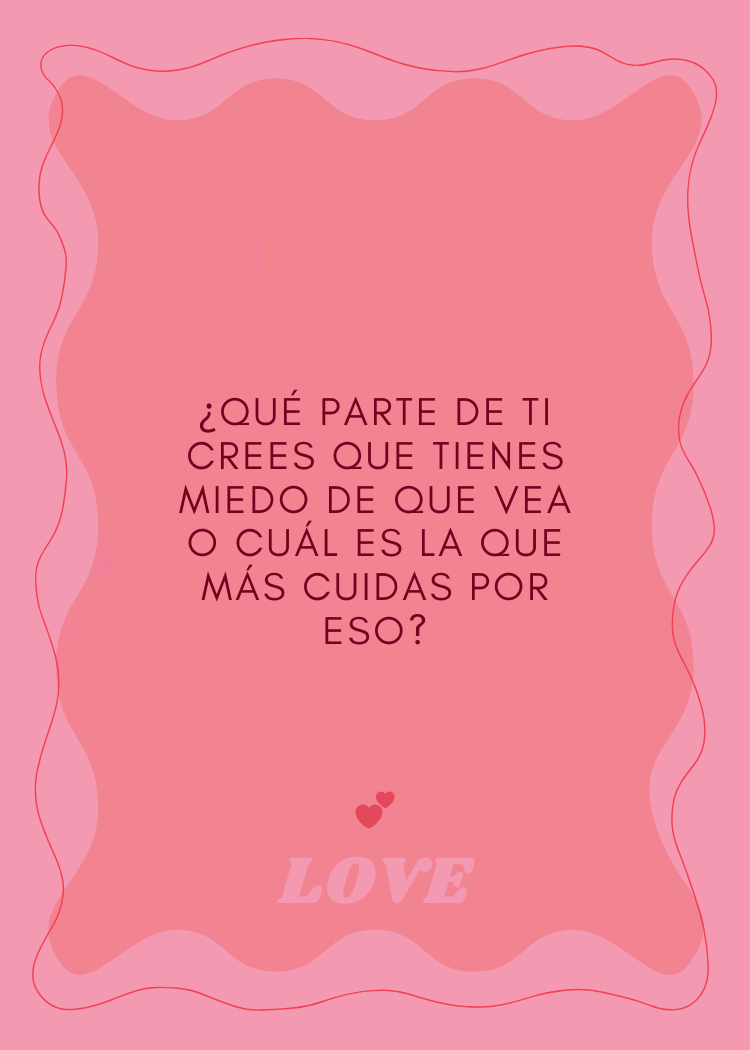 ¿QUÉ PARTE DE TI
CREES QUE TIENES
MIEDO DE QUE VEA
O CUÁL ES LA QUE
MÁS CUIDAS POR
ESO?
LOVE